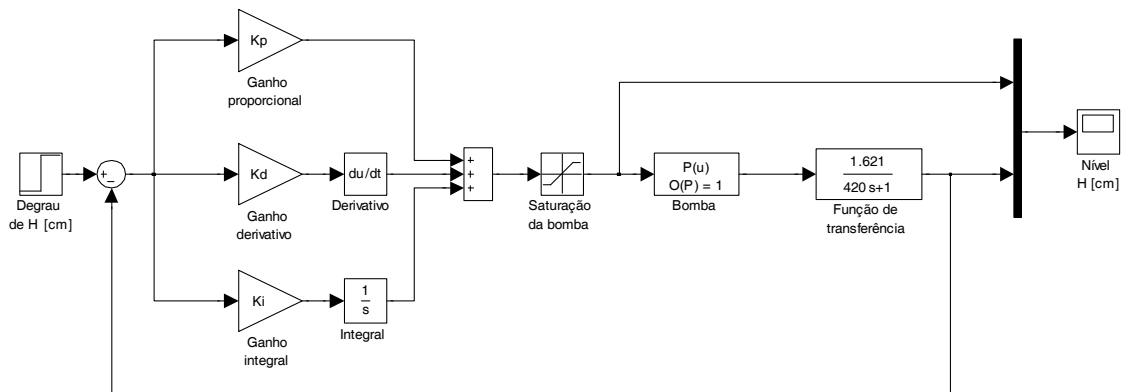 Kp
Ganho
proporcional
Degrau
de H [cm]
+
−
Kd
Ganho
derivativo
du/dt
Derivativo
Ki
Ganho
integral
1
s
Integral
+
+
+
Saturação
da bomba
P(u)
O(P) = 1
Bomba
1.621
420 s+1
Função de
transferência
Nível
H [cm]